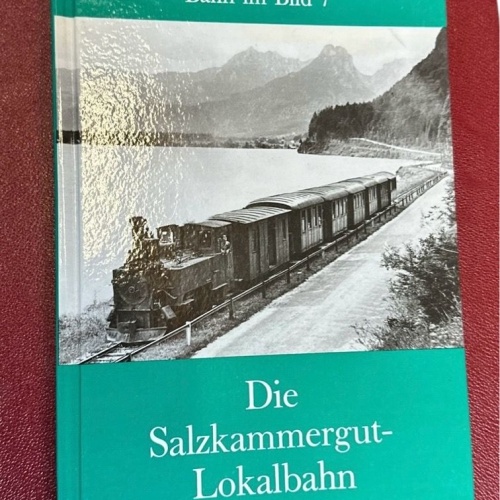 Bahn im Bild 7
Die
Salzkammergut-
Lokalbahn